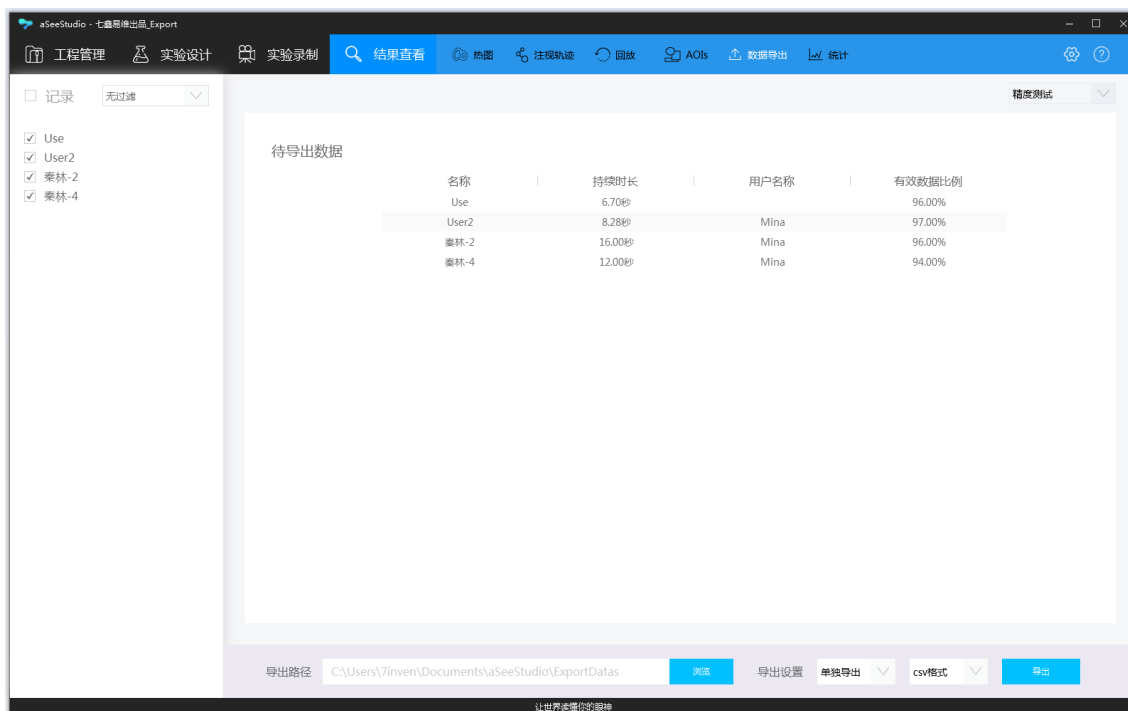 aSeeStudio - 七鑫易维出品_Export
工程管理 实验设计 实验录制 结果查看 热图 注视轨迹 回放 AOIs 数据导出 统计
记录 无过滤 精度测试
Use
User2
秦林-2
秦林-4
待导出数据
名称 持续时长 用户名称 有效数据比例
Use 6.70秒 96.00%
User2 8.28秒 Mina 97.00%
秦林-2 16.00秒 Mina 96.00%
秦林-4 12.00秒 Mina 94.00%
导出路径 C:\Users\7inven\Documents\aSeeStudio\ExportDatas 浏览 导出设置 单独导出 csv格式 导出
让世界读懂你的眼神